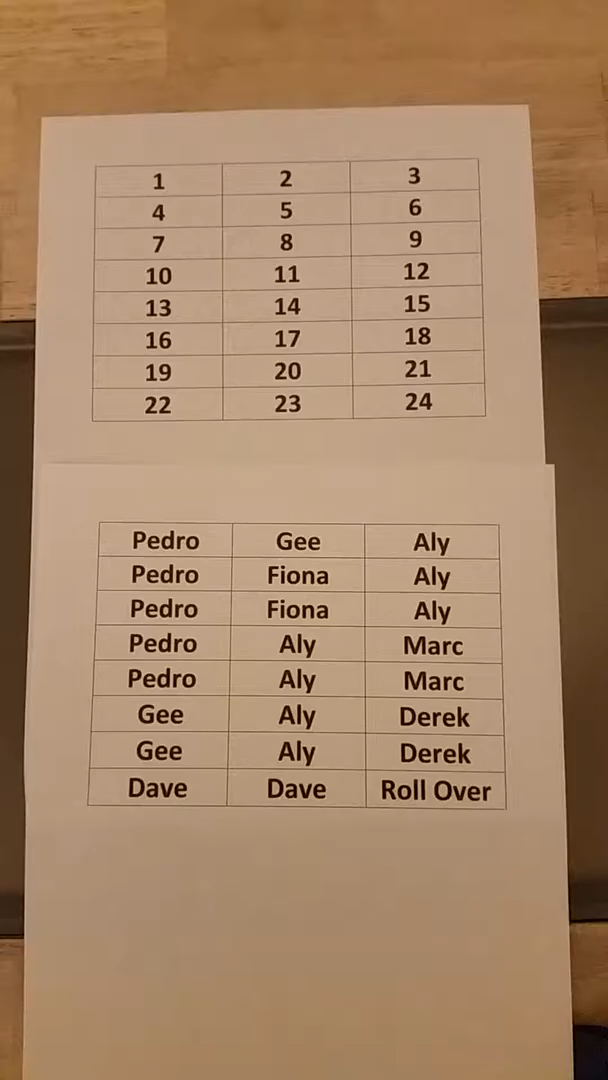 1 2 3
4 5 6
7 8 9
10 11 12
13 14 15
16 17 18
19 20 21
22 23 24
Pedro Gee Aly
Pedro Fiona Aly
Pedro Fiona Aly
Pedro Aly Marc
Pedro Aly Marc
Gee Aly Derek
Gee Aly Derek
Dave Dave Roll Over